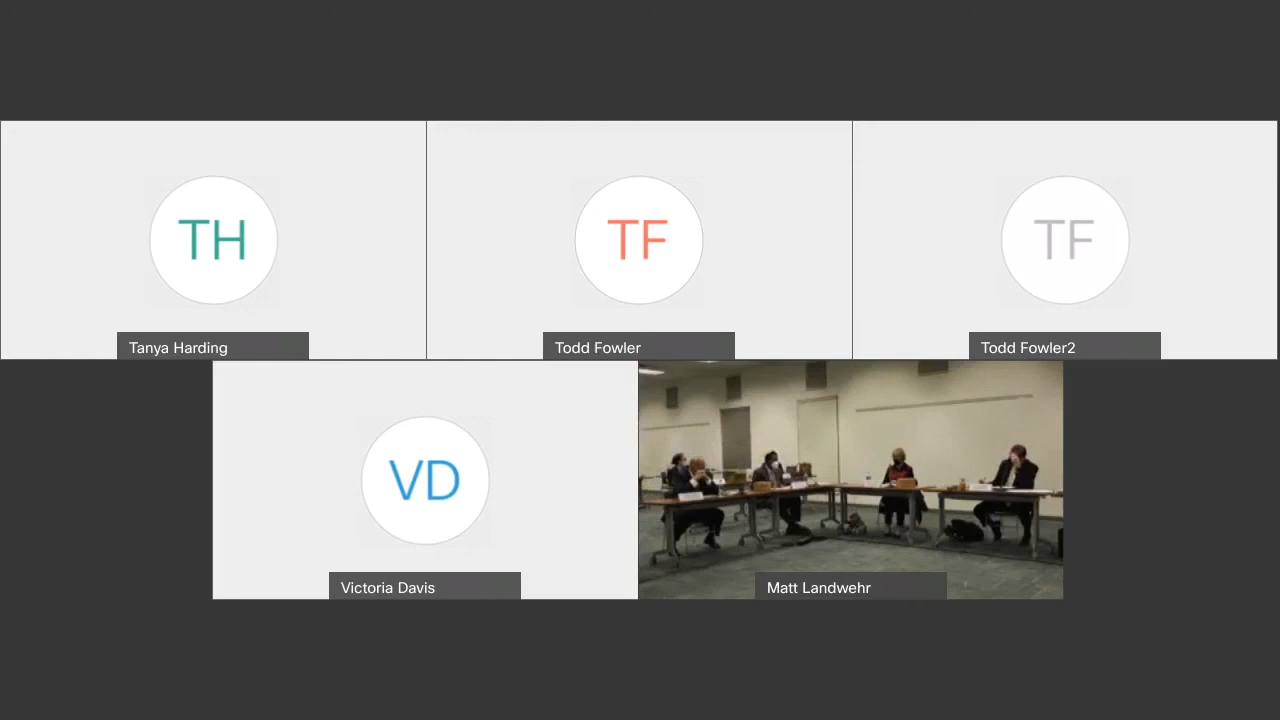 TH
Tanya Harding
TF
Todd Fowler
TF
Todd Fowler2
VD
Victoria Davis
Matt Landwehr